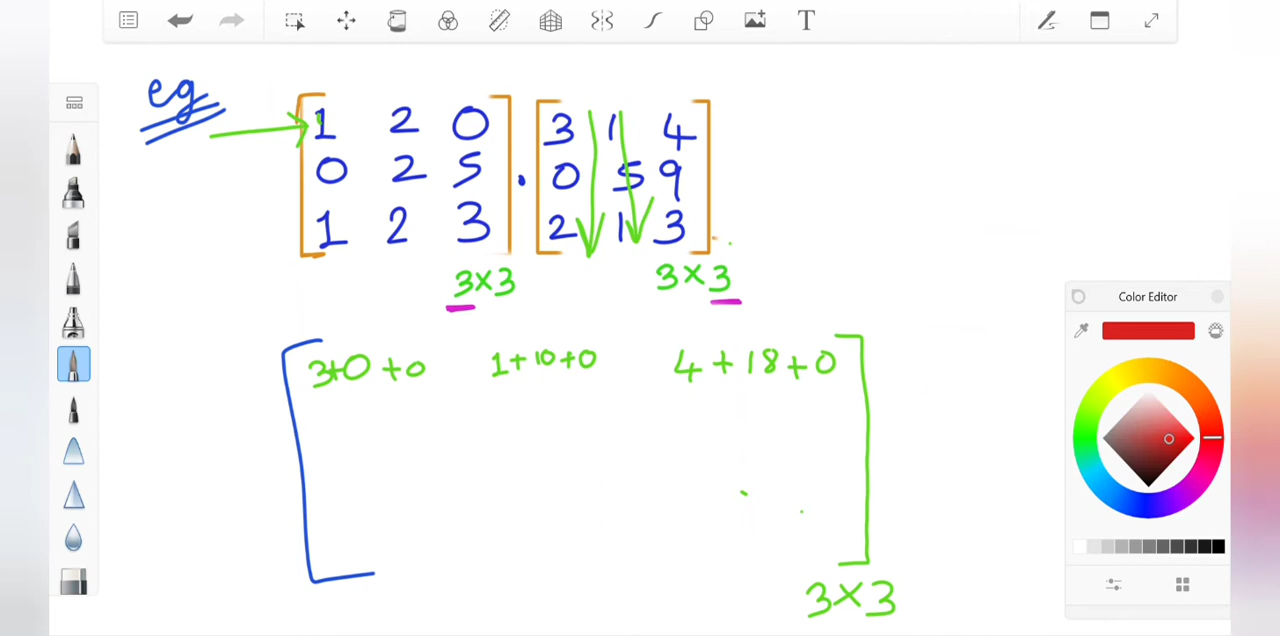 eg
1 2 0 3 1 4
0 2 5 . 0 5 9
1 2 3 2 1 3
3×3 3×3
3+0+0 1+10+0 4+18+0
3×3
T
Color Editor